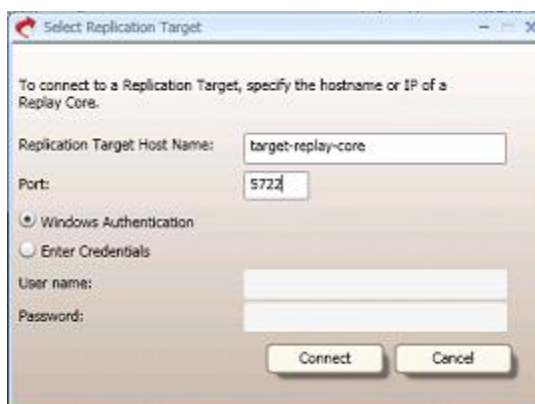 Select Replication Target
To connect to a Replication Target, specify the hostname or IP of a
Replay Core.
Replication Target Host Name: target-replay-core
Port: 5722
Windows Authentication
Enter Credentials
User name:
Password:
Connect Cancel